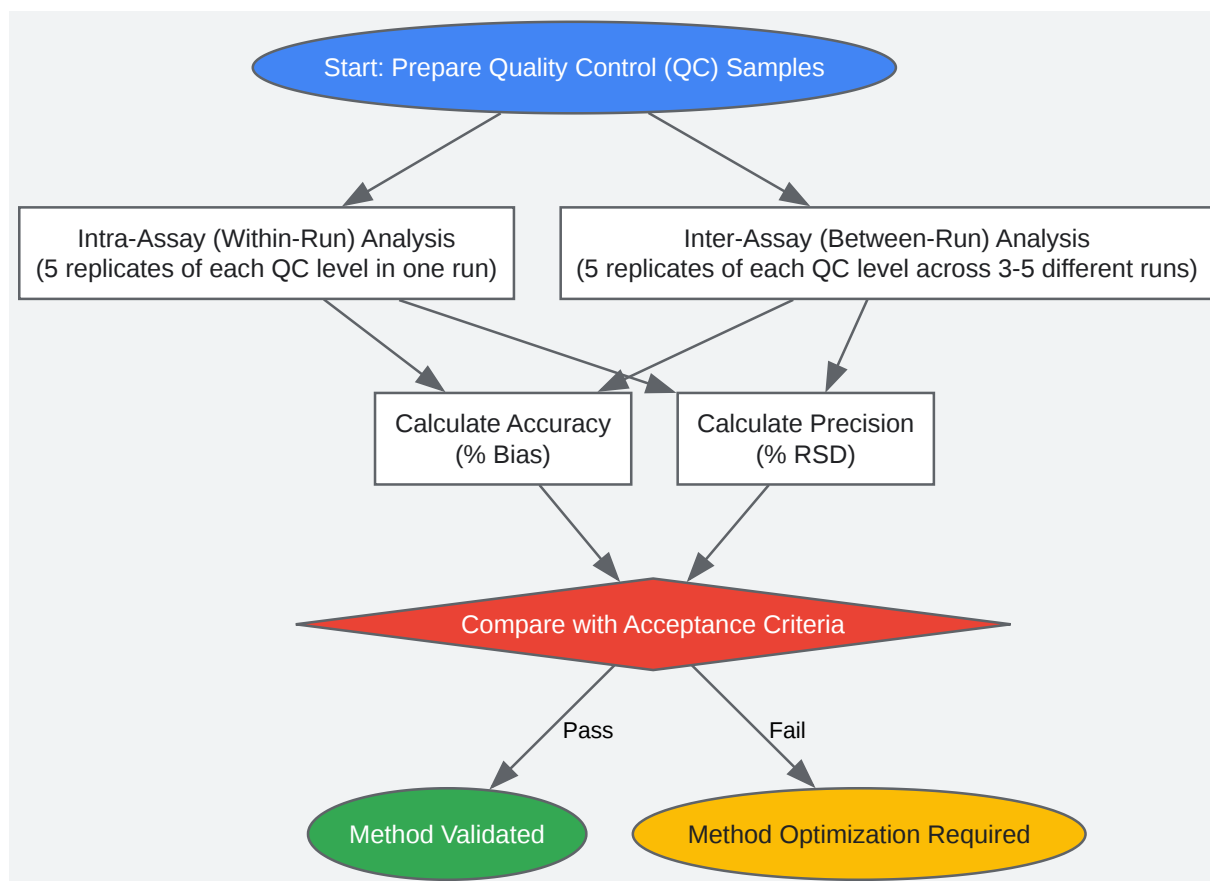 Start: Prepare Quality Control (QC) Samples
Intra-Assay (Within-Run) Analysis
(5 replicates of each QC level in one run)
Inter-Assay (Between-Run) Analysis
(5 replicates of each QC level across 3-5 different runs)
Calculate Accuracy
(% Bias)
Calculate Precision
(% RSD)
Compare with Acceptance Criteria
Pass
Fail
Method Validated
Method Optimization Required